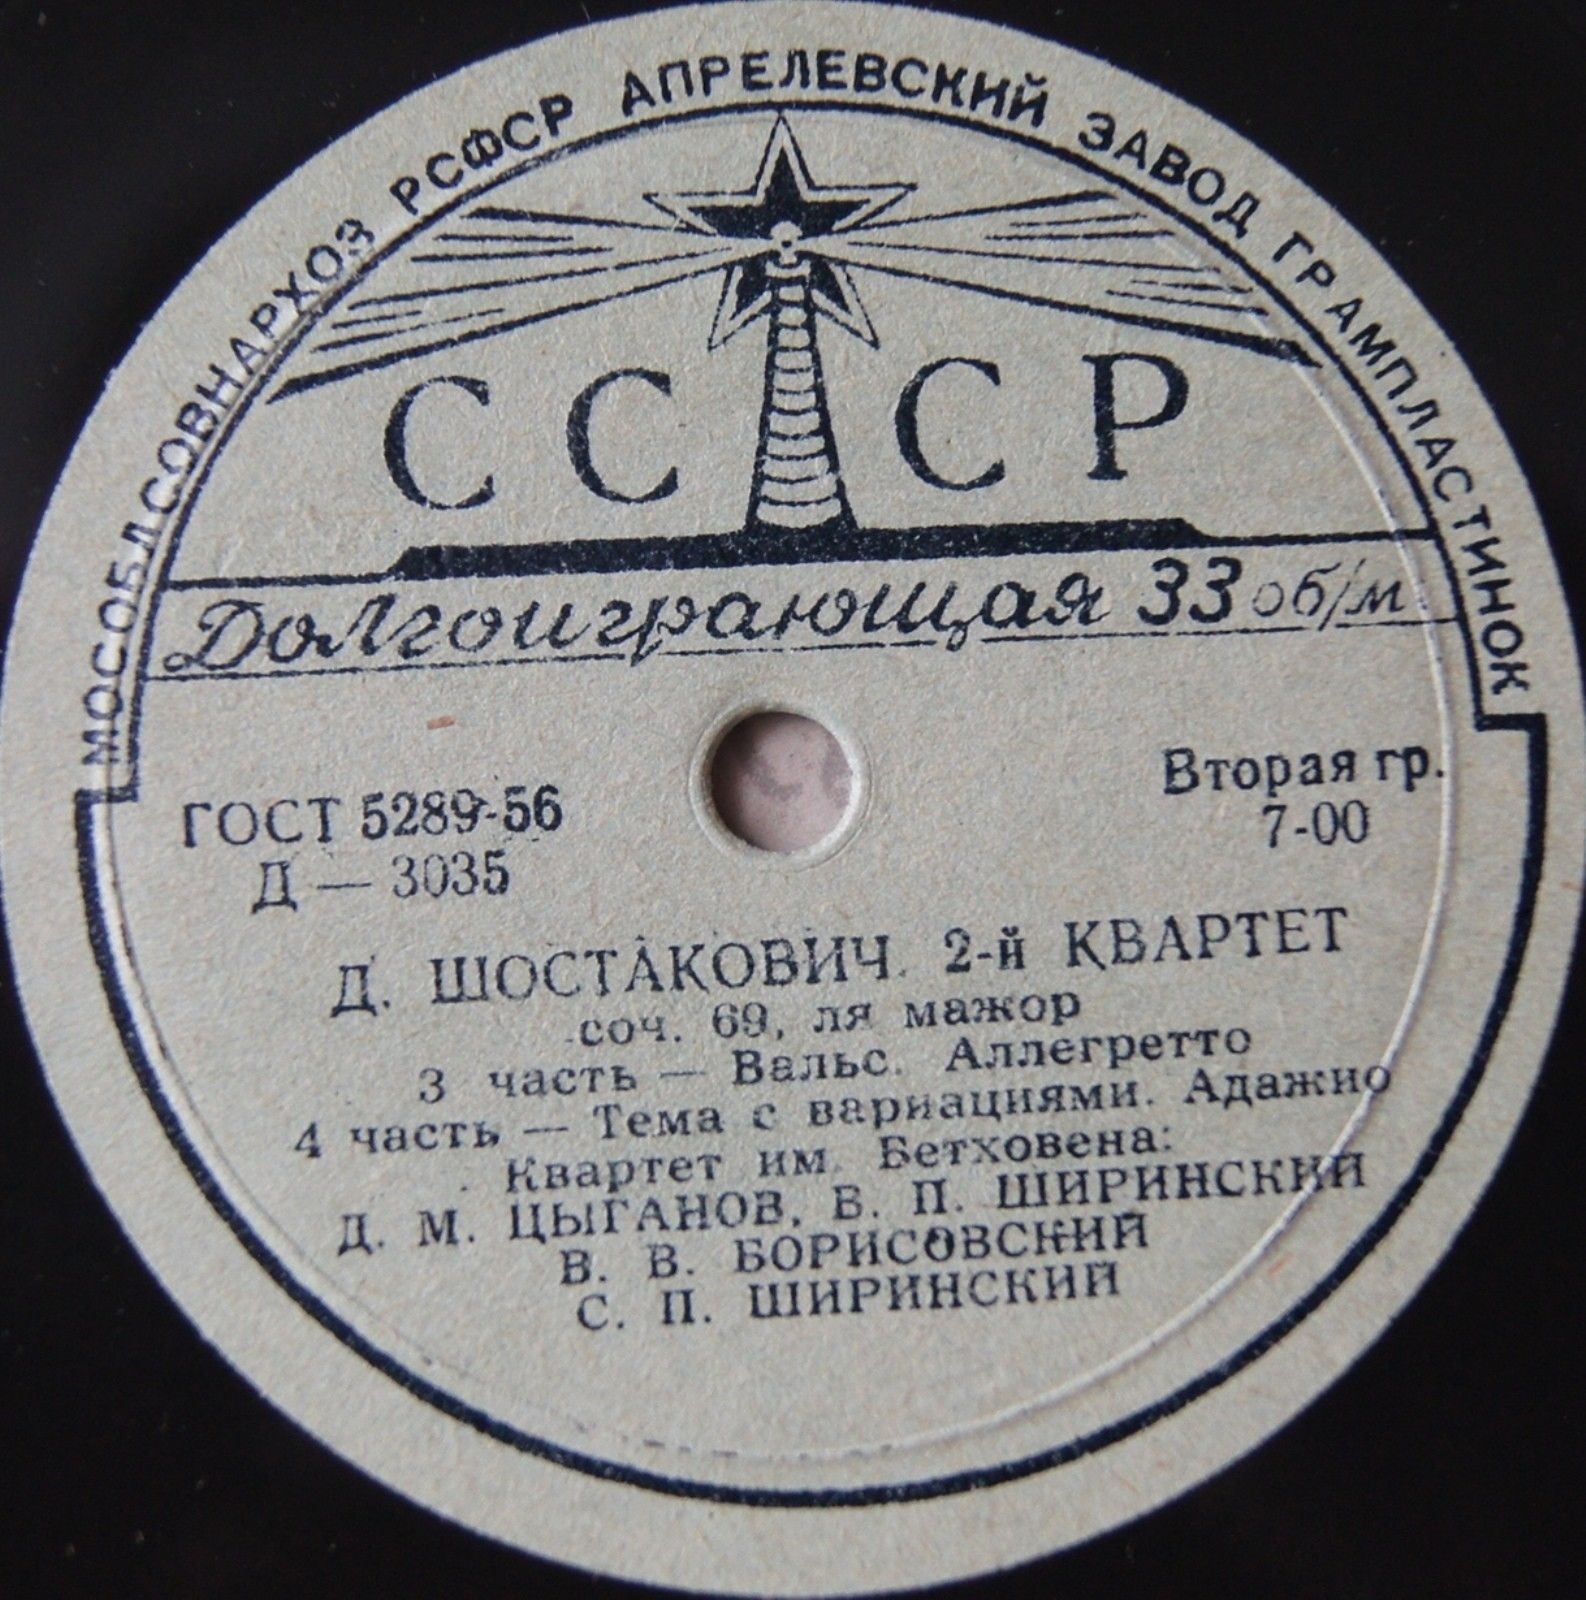 МОСОБЛСОВНАРХОЗ РСФСР АПРЕЛЕВСКИЙ ЗАВОД ГРАМПЛАСТИНОК
СССР
Долгоиграющая 33 об/м.
ГОСТ 5289-56
Д — 3035
Вторая гр.
7-00
Д. ШОСТАКОВИЧ. 2-й КВАРТЕТ
соч. 69, ля мажор
3 часть — Вальс. Аллегретто
4 часть — Тема с вариациями. Адажио
Квартет им. Бетховена:
Д. М. ЦЫГАНОВ, В. П. ШИРИНСКИЙ
В. В. БОРИСОВСКИЙ
С. П. ШИРИНСКИЙ